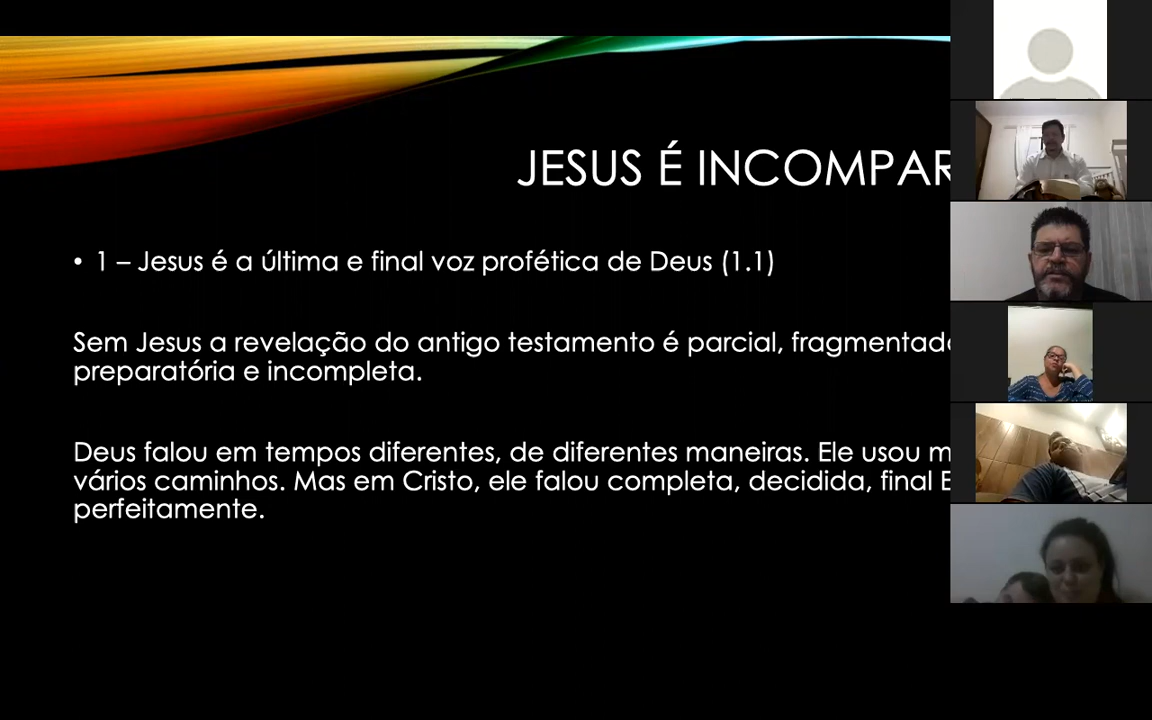 JESUS É INCOMPAR
• 1 – Jesus é a última e final voz profética de Deus (1.1)
Sem Jesus a revelação do antigo testamento é parcial, fragmentad
preparatória e incompleta.
Deus falou em tempos diferentes, de diferentes maneiras. Ele usou m
vários caminhos. Mas em Cristo, ele falou completa, decidida, final E
perfeitamente.